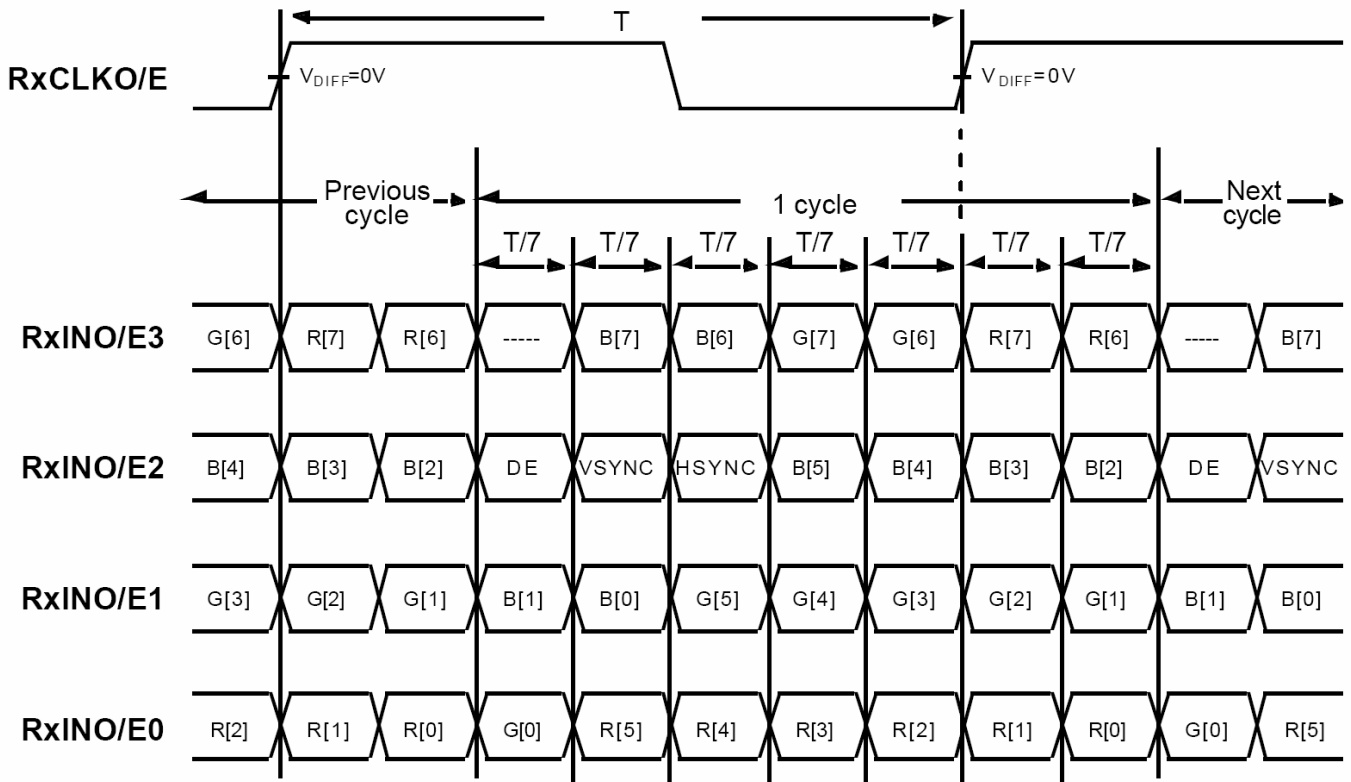 T
RxCLKO/E
V DIFF=0V
V DIFF=0V
Previous cycle
1 cycle
Next cycle
T/7 T/7 T/7 T/7 T/7 T/7 T/7
RxINO/E3 G[6] R[7] R[6] ----- B[7] B[6] G[7] G[6] R[7] R[6] ----- B[7]
RxINO/E2 B[4] B[3] B[2] DE VSYNC HSYNC B[5] B[4] B[3] B[2] DE VSYNC
RxINO/E1 G[3] G[2] G[1] B[1] B[0] G[5] G[4] G[3] G[2] G[1] B[1] B[0]
RxINO/E0 R[2] R[1] R[0] G[0] R[5] R[4] R[3] R[2] R[1] R[0] G[0] R[5]